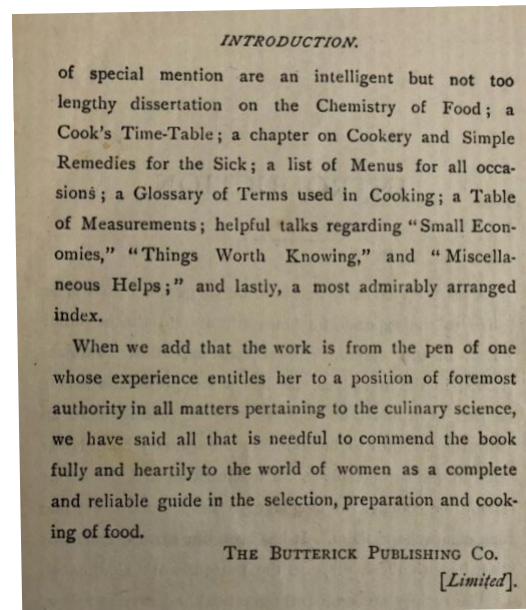 INTRODUCTION.
of special mention are an intelligent but not too
lengthy dissertation on the Chemistry of Food; a
Cook's Time-Table; a chapter on Cookery and Simple
Remedies for the Sick; a list of Menus for all occa-
sions; a Glossary of Terms used in Cooking; a Table
of Measurements; helpful talks regarding "Small Econ-
omies," "Things Worth Knowing," and "Miscella-
neous Helps;" and lastly, a most admirably arranged
index.
When we add that the work is from the pen of one
whose experience entitles her to a position of foremost
authority in all matters pertaining to the culinary science,
we have said all that is needful to commend the book
fully and heartily to the world of women as a complete
and reliable guide in the selection, preparation and cook-
ing of food.
THE BUTTERICK PUBLISHING CO.
[Limited].